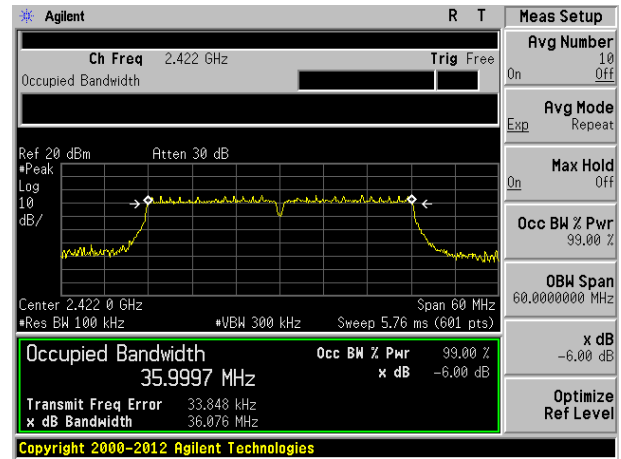 Agilent R T
Ch Freq 2.422 GHz Trig Free
Occupied Bandwidth
Ref 20 dBm Atten 30 dB
#Peak
Log
10
dB/
Center 2.422 0 GHz Span 60 MHz
#Res BW 100 kHz #VBW 300 kHz Sweep 5.76 ms (601 pts)
Occupied Bandwidth Occ BW % Pwr 99.00 %
35.9997 MHz x dB -6.00 dB
Transmit Freq Error 33.848 kHz
x dB Bandwidth 36.076 MHz
Copyright 2000-2012 Agilent Technologies
Meas Setup
Avg Number
10
On Off
Avg Mode
Exp Repeat
Max Hold
On Off
Occ BW % Pwr
99.00 %
OBW Span
60.0000000 MHz
x dB
-6.00 dB
Optimize
Ref Level